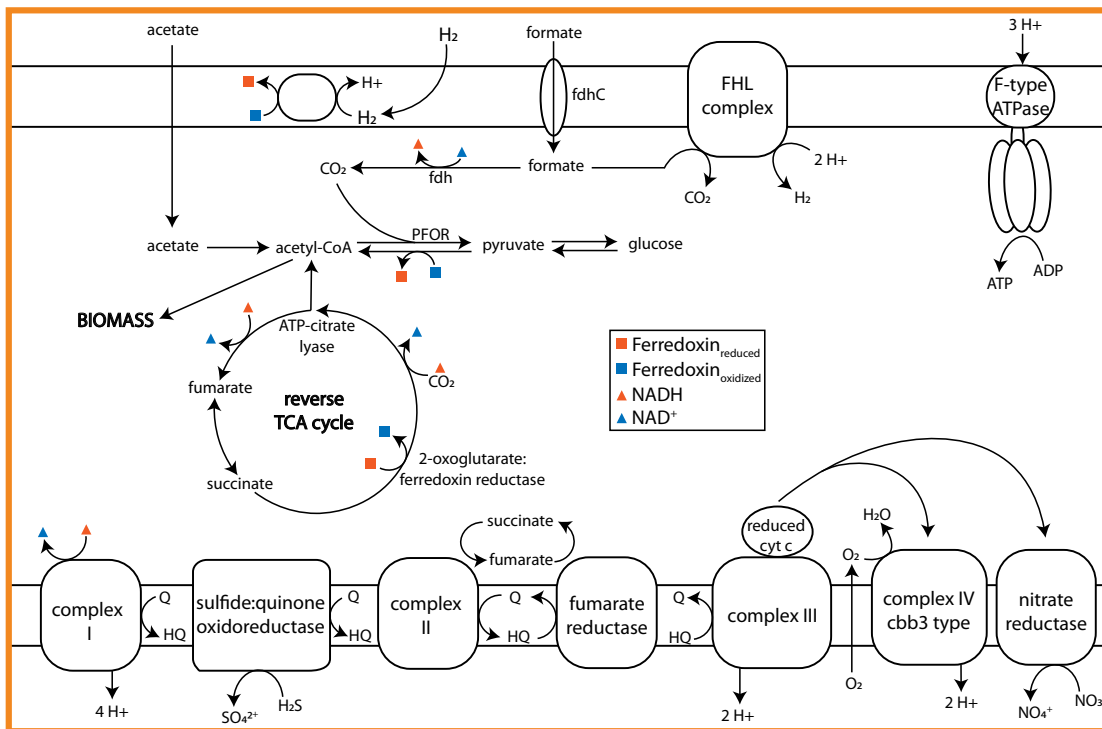 acetate
H₂
formate
3 H+
H+
H₂
fdhC
FHL
complex
F-type
ATPase
CO₂
fdh
formate
2 H+
CO₂
H₂
acetate
acetyl-CoA
PFOR
pyruvate
glucose
ATP
ADP
BIOMASS
ATP-citrate
lyase
fumarate
CO₂
reverse
TCA cycle
Ferredoxin reduced
Ferredoxin oxidized
NADH
NAD⁺
succinate
2-oxoglutarate:
ferredoxin reductase
succinate
fumarate
reduced
cyt c
H₂O
O₂
complex
I
Q
HQ
sulfide:quinone
oxidoreductase
Q
HQ
complex
II
Q
HQ
fumarate
reductase
Q
HQ
complex III
complex IV
cbb3 type
nitrate
reductase
4 H+
SO₄²⁺
H₂S
2 H+
O₂
2 H+
NO₄⁺
NO₃